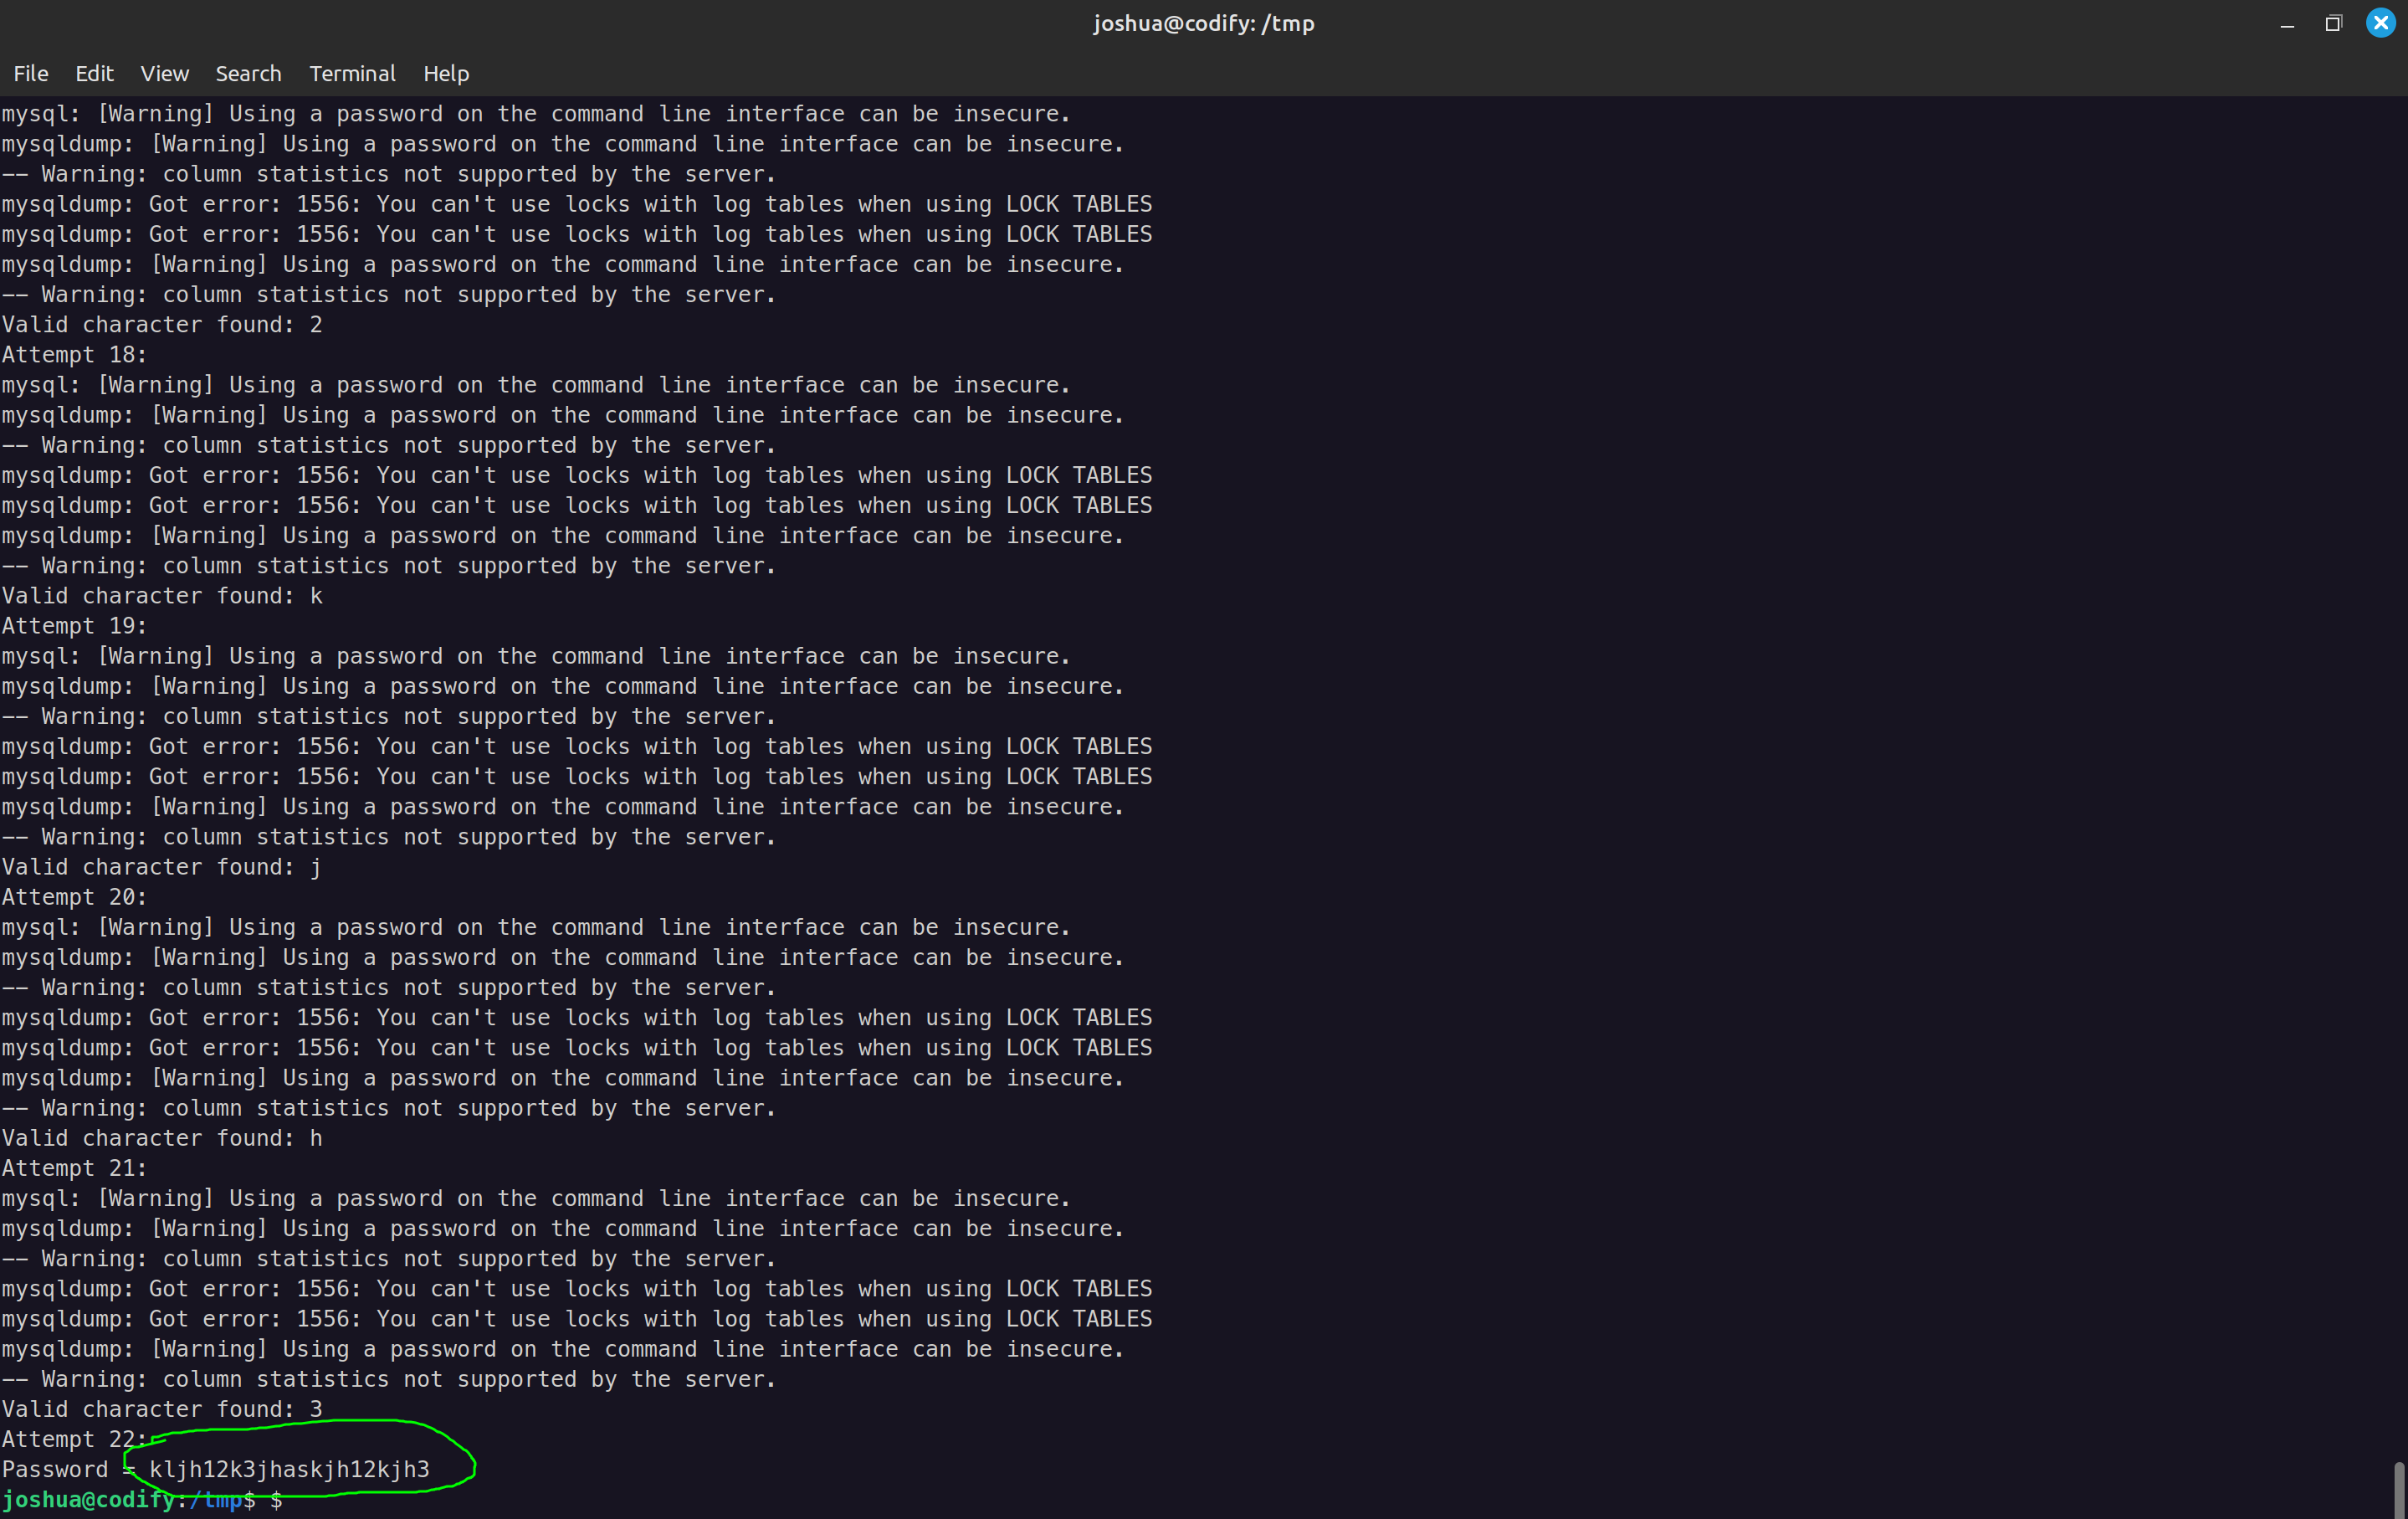 joshua@codify: /tmp
File Edit View Search Terminal Help
mysql: [Warning] Using a password on the command line interface can be insecure.
mysqldump: [Warning] Using a password on the command line interface can be insecure.
-- Warning: column statistics not supported by the server.
mysqldump: Got error: 1556: You can't use locks with log tables when using LOCK TABLES
mysqldump: Got error: 1556: You can't use locks with log tables when using LOCK TABLES
mysqldump: [Warning] Using a password on the command line interface can be insecure.
-- Warning: column statistics not supported by the server.
Valid character found: 2
Attempt 18:
mysql: [Warning] Using a password on the command line interface can be insecure.
mysqldump: [Warning] Using a password on the command line interface can be insecure.
-- Warning: column statistics not supported by the server.
mysqldump: Got error: 1556: You can't use locks with log tables when using LOCK TABLES
mysqldump: Got error: 1556: You can't use locks with log tables when using LOCK TABLES
mysqldump: [Warning] Using a password on the command line interface can be insecure.
-- Warning: column statistics not supported by the server.
Valid character found: k
Attempt 19:
mysql: [Warning] Using a password on the command line interface can be insecure.
mysqldump: [Warning] Using a password on the command line interface can be insecure.
-- Warning: column statistics not supported by the server.
mysqldump: Got error: 1556: You can't use locks with log tables when using LOCK TABLES
mysqldump: Got error: 1556: You can't use locks with log tables when using LOCK TABLES
mysqldump: [Warning] Using a password on the command line interface can be insecure.
-- Warning: column statistics not supported by the server.
Valid character found: j
Attempt 20:
mysql: [Warning] Using a password on the command line interface can be insecure.
mysqldump: [Warning] Using a password on the command line interface can be insecure.
-- Warning: column statistics not supported by the server.
mysqldump: Got error: 1556: You can't use locks with log tables when using LOCK TABLES
mysqldump: Got error: 1556: You can't use locks with log tables when using LOCK TABLES
mysqldump: [Warning] Using a password on the command line interface can be insecure.
-- Warning: column statistics not supported by the server.
Valid character found: h
Attempt 21:
mysql: [Warning] Using a password on the command line interface can be insecure.
mysqldump: [Warning] Using a password on the command line interface can be insecure.
-- Warning: column statistics not supported by the server.
mysqldump: Got error: 1556: You can't use locks with log tables when using LOCK TABLES
mysqldump: Got error: 1556: You can't use locks with log tables when using LOCK TABLES
mysqldump: [Warning] Using a password on the command line interface can be insecure.
-- Warning: column statistics not supported by the server.
Valid character found: 3
Attempt 22:
Password = kljh12k3jhaskjh12kjh3
joshua@codify:/tmp$ $